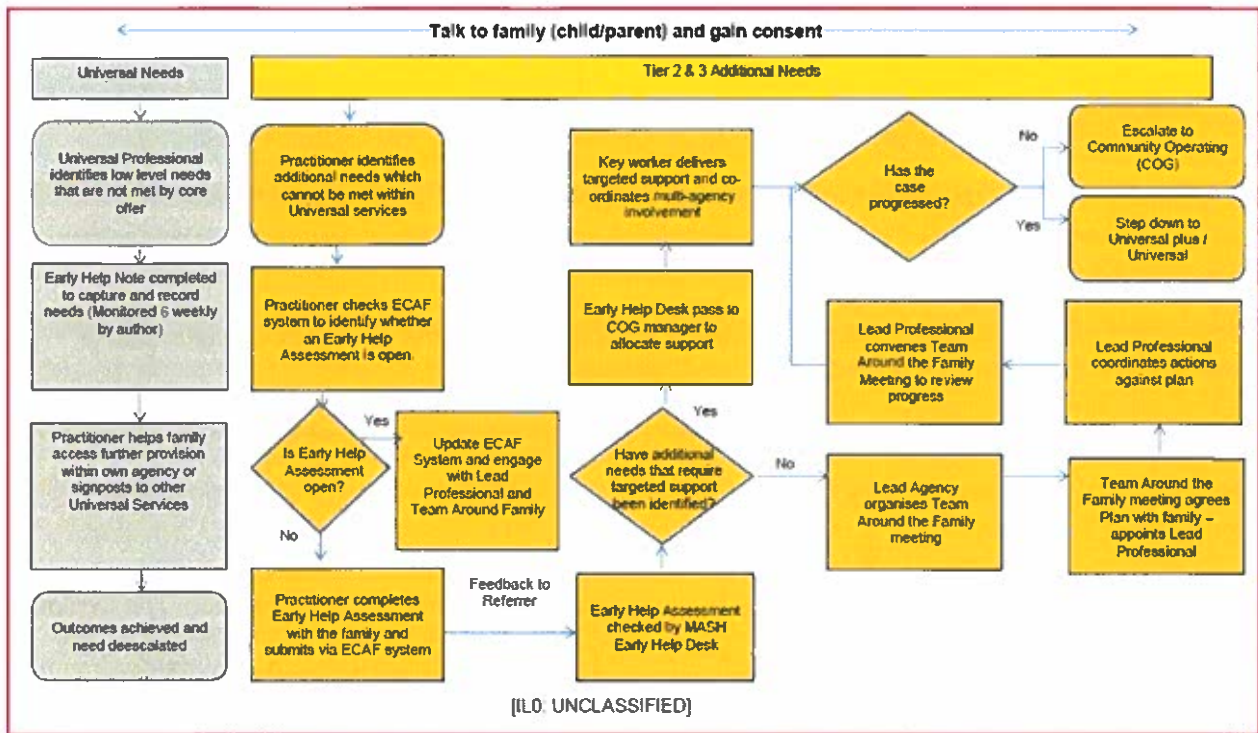 Talk to family (child/parent) and gain consent
Universal Needs
Tier 2 & 3 Additional Needs
Universal Professional
identifies low level needs
that are not met by core
offer
Early Help Note completed
to capture and record
needs (Monitored 6 weekly
by author)
Practitioner helps family
access further provision
within own agency or
signposts to other
Universal Services
Outcomes achieved and
need deescalated
Practitioner identifies
additional needs which
cannot be met within
Universal services
Practitioner checks ECAF
system to identify whether
an Early Help
Assessment is open.
Is Early Help
Assessment
open?
Yes
No
Update ECAF
System and engage
with Lead
Professional and
Team Around Family
Practitioner completes
Early Help Assessment
with the family and
submits via ECAF system
Feedback to
Referrer
Early Help Assessment
checked by MASH
Early Help Desk
Have additional
needs that require
targeted support
been identified?
Yes
No
Early Help Desk pass to
COG manager to
allocate support
Key worker delivers
targeted support and co-
ordinates multi-agency
involvement
Lead Agency
organises Team
Around the Family
meeting
Team Around the
Family meeting agrees
Plan with family –
appoints Lead
Professional
Lead Professional
coordinates actions
against plan
Lead Professional
convenes Team
Around the Family
Meeting to review
progress
Has the
case
progressed?
No
Yes
Escalate to
Community Operating
(COG)
Step down to
Universal plus /
Universal
[IL0: UNCLASSIFIED]